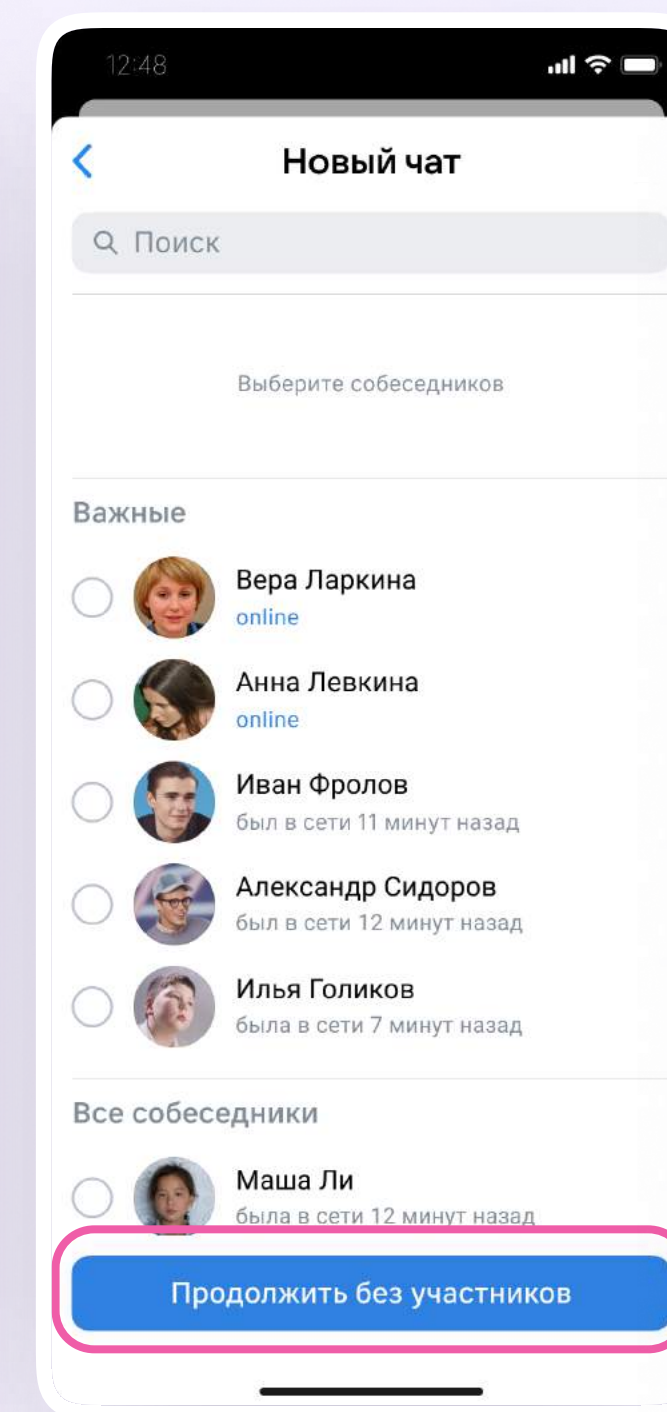 12:48
Новый чат
Поиск
Выберите собеседников
Важные
Вера Ларкина
online
Анна Левкина
online
Иван Фролов
был в сети 11 минут назад
Александр Сидоров
был в сети 12 минут назад
Илья Голиков
была в сети 7 минут назад
Все собеседники
Маша Ли
была в сети 12 минут назад
Продолжить без участников